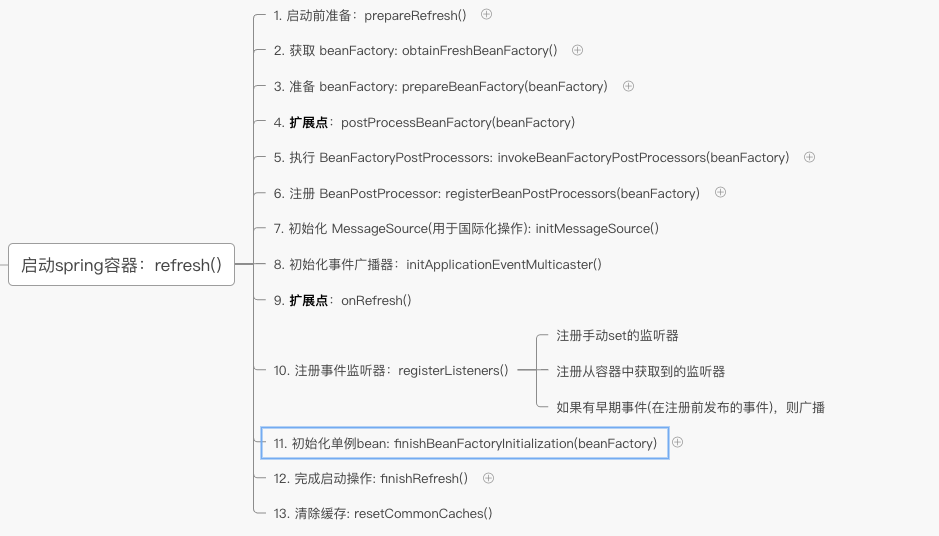 1. 启动前准备：prepareRefresh()
2. 获取 beanFactory: obtainFreshBeanFactory()
3. 准备 beanFactory: prepareBeanFactory(beanFactory)
4. 扩展点：postProcessBeanFactory(beanFactory)
5. 执行 BeanFactoryPostProcessors: invokeBeanFactoryPostProcessors(beanFactory)
6. 注册 BeanPostProcessor: registerBeanPostProcessors(beanFactory)
7. 初始化 MessageSource(用于国际化操作): initMessageSource()
启动spring容器：refresh()
8. 初始化事件广播器：initApplicationEventMulticaster()
9. 扩展点：onRefresh()
10. 注册事件监听器：registerListeners()
注册手动set的监听器
注册从容器中获取到的监听器
如果有早期事件(在注册前发布的事件)，则广播
11. 初始化单例bean: finishBeanFactoryInitialization(beanFactory)
12. 完成启动操作: finishRefresh()
13. 清除缓存: resetCommonCaches()